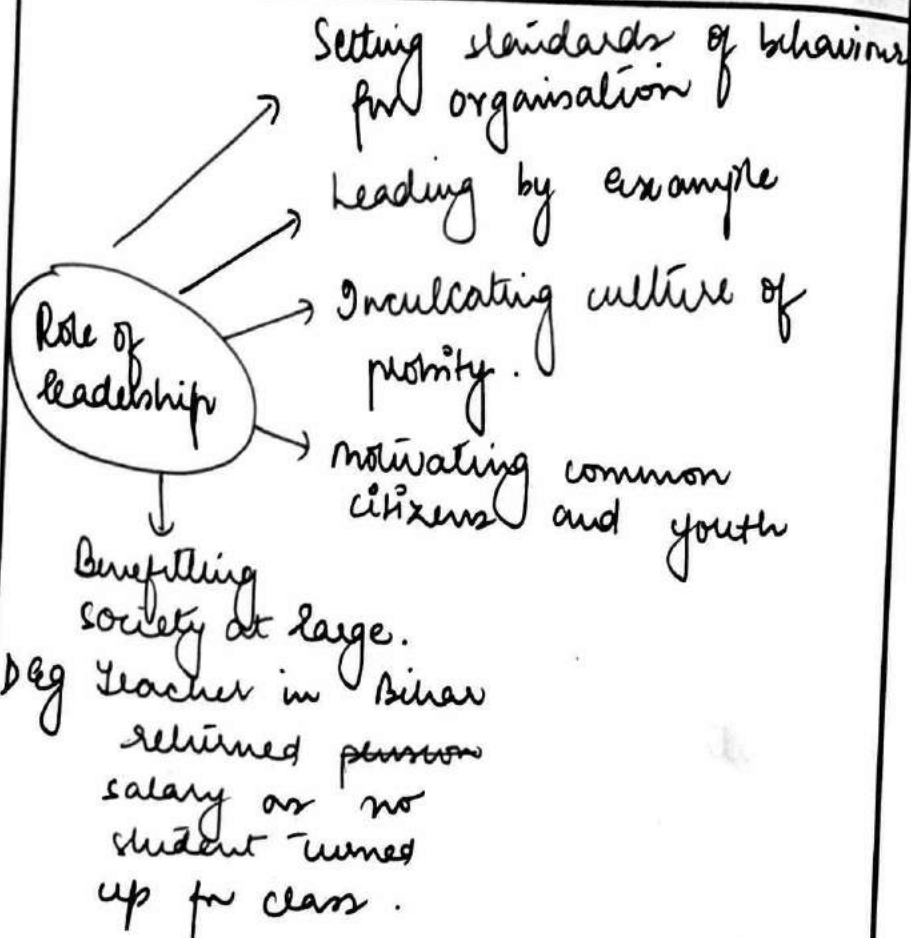 Setting standards of behaviour
for organisation
Leading by example
Role of
leadership
Inculcating culture of
probity.
motivating common
citizens and youth
Benefitting
society at large.
Eg Teacher in Bihar
returned pension
salary as no
student turned
up for class.